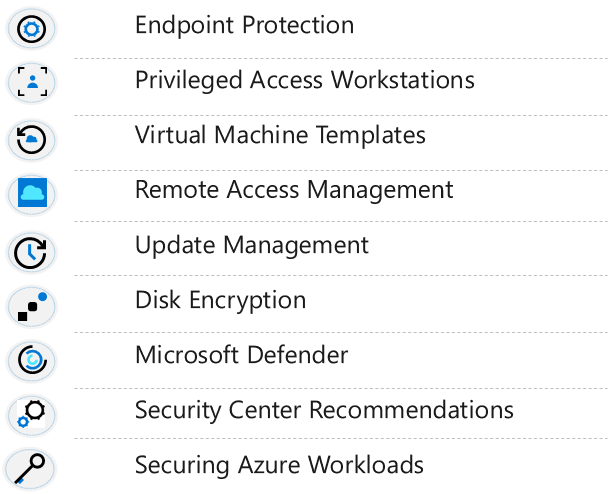 Endpoint Protection
Privileged Access Workstations
Virtual Machine Templates
Remote Access Management
Update Management
Disk Encryption
Microsoft Defender
Security Center Recommendations
Securing Azure Workloads